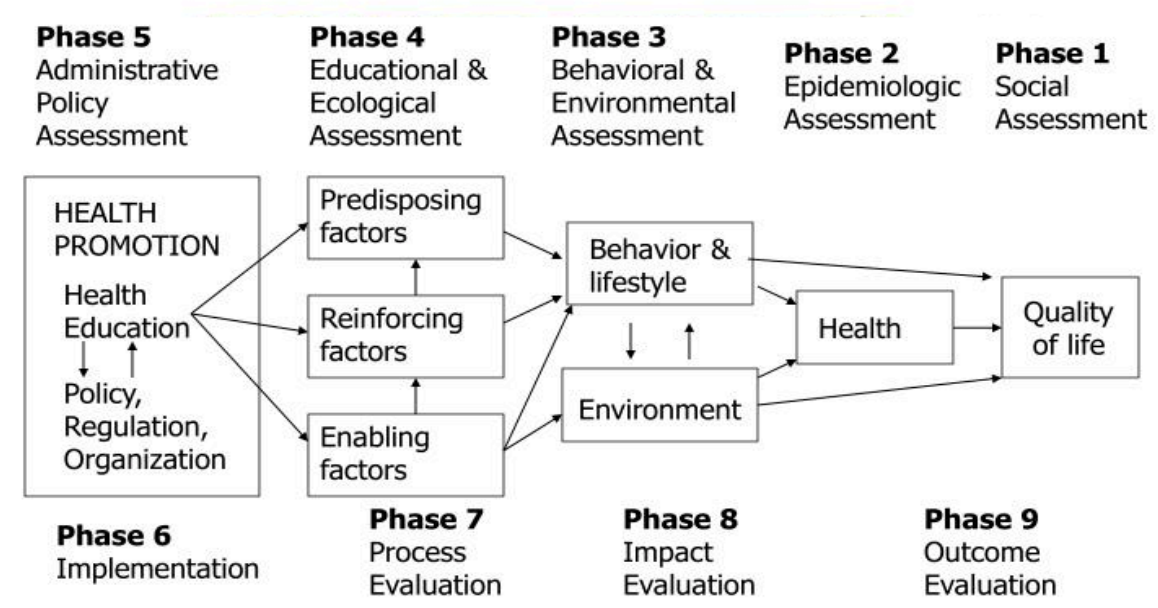 Phase 5
Administrative
Policy
Assessment
Phase 4
Educational &
Ecological
Assessment
Phase 3
Behavioral &
Environmental
Assessment
Phase 2
Epidemiologic
Assessment
Phase 1
Social
Assessment
HEALTH
PROMOTION
Health
Education
Policy,
Regulation,
Organization
Predisposing
factors
Reinforcing
factors
Enabling
factors
Behavior &
lifestyle
Environment
Health
Quality
of life
Phase 6
Implementation
Phase 7
Process
Evaluation
Phase 8
Impact
Evaluation
Phase 9
Outcome
Evaluation